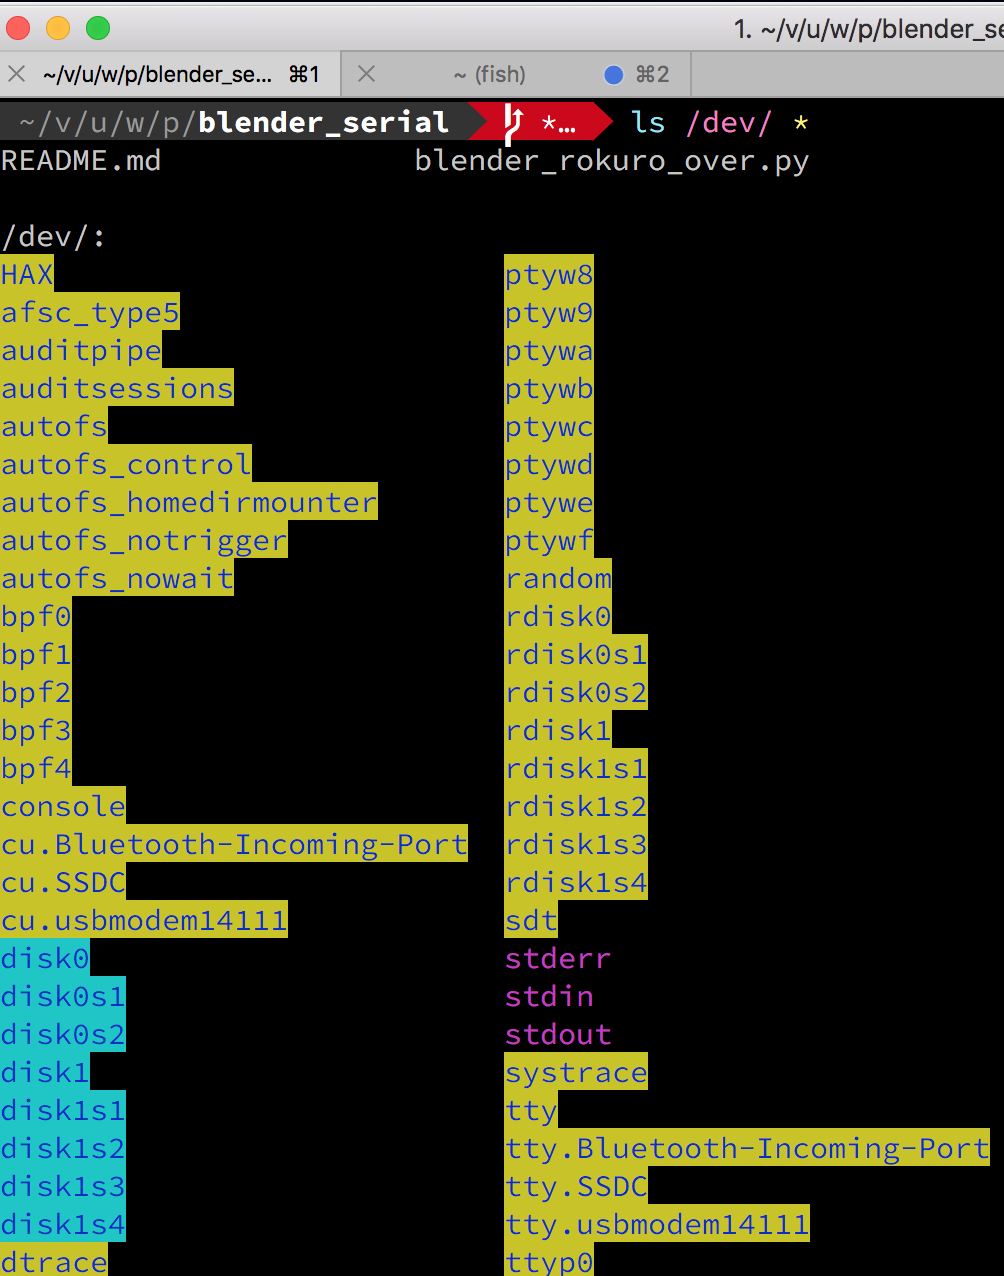 1. ~/v/u/w/p/blender_se
~/v/u/w/p/blender_se... ⌘1 ~ (fish) ⌘2
~/v/u/w/p/blender_serial *… ls /dev/ *
README.md blender_rokuro_over.py
/dev/:
HAX ptyw8
afsc_type5 ptyw9
auditpipe ptywa
auditsessions ptywb
autofs ptywc
autofs_control ptywd
autofs_homedirmounter ptywe
autofs_notrigger ptywf
autofs_nowait random
bpf0 rdisk0
bpf1 rdisk0s1
bpf2 rdisk0s2
bpf3 rdisk1
bpf4 rdisk1s1
console rdisk1s2
cu.Bluetooth-Incoming-Port rdisk1s3
cu.SSDC rdisk1s4
cu.usbmodem14111 sdt
disk0 stderr
disk0s1 stdin
disk0s2 stdout
disk1 systrace
disk1s1 tty
disk1s2 tty.Bluetooth-Incoming-Port
disk1s3 tty.SSDC
disk1s4 tty.usbmodem14111
dtrace ttyp0